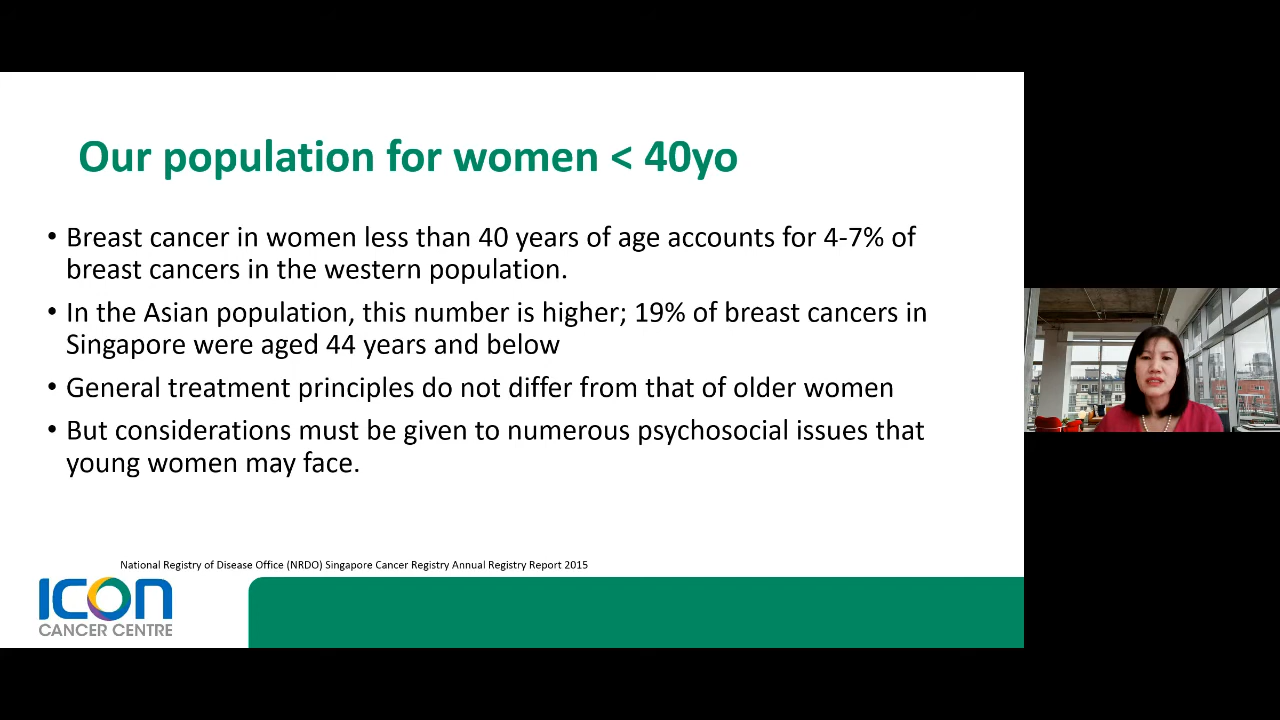 Our population for women < 40yo
• Breast cancer in women less than 40 years of age accounts for 4-7% of
breast cancers in the western population.
• In the Asian population, this number is higher; 19% of breast cancers in
Singapore were aged 44 years and below
• General treatment principles do not differ from that of older women
• But considerations must be given to numerous psychosocial issues that
young women may face.
National Registry of Disease Office (NRDO) Singapore Cancer Registry Annual Registry Report 2015
ICON
CANCER CENTRE